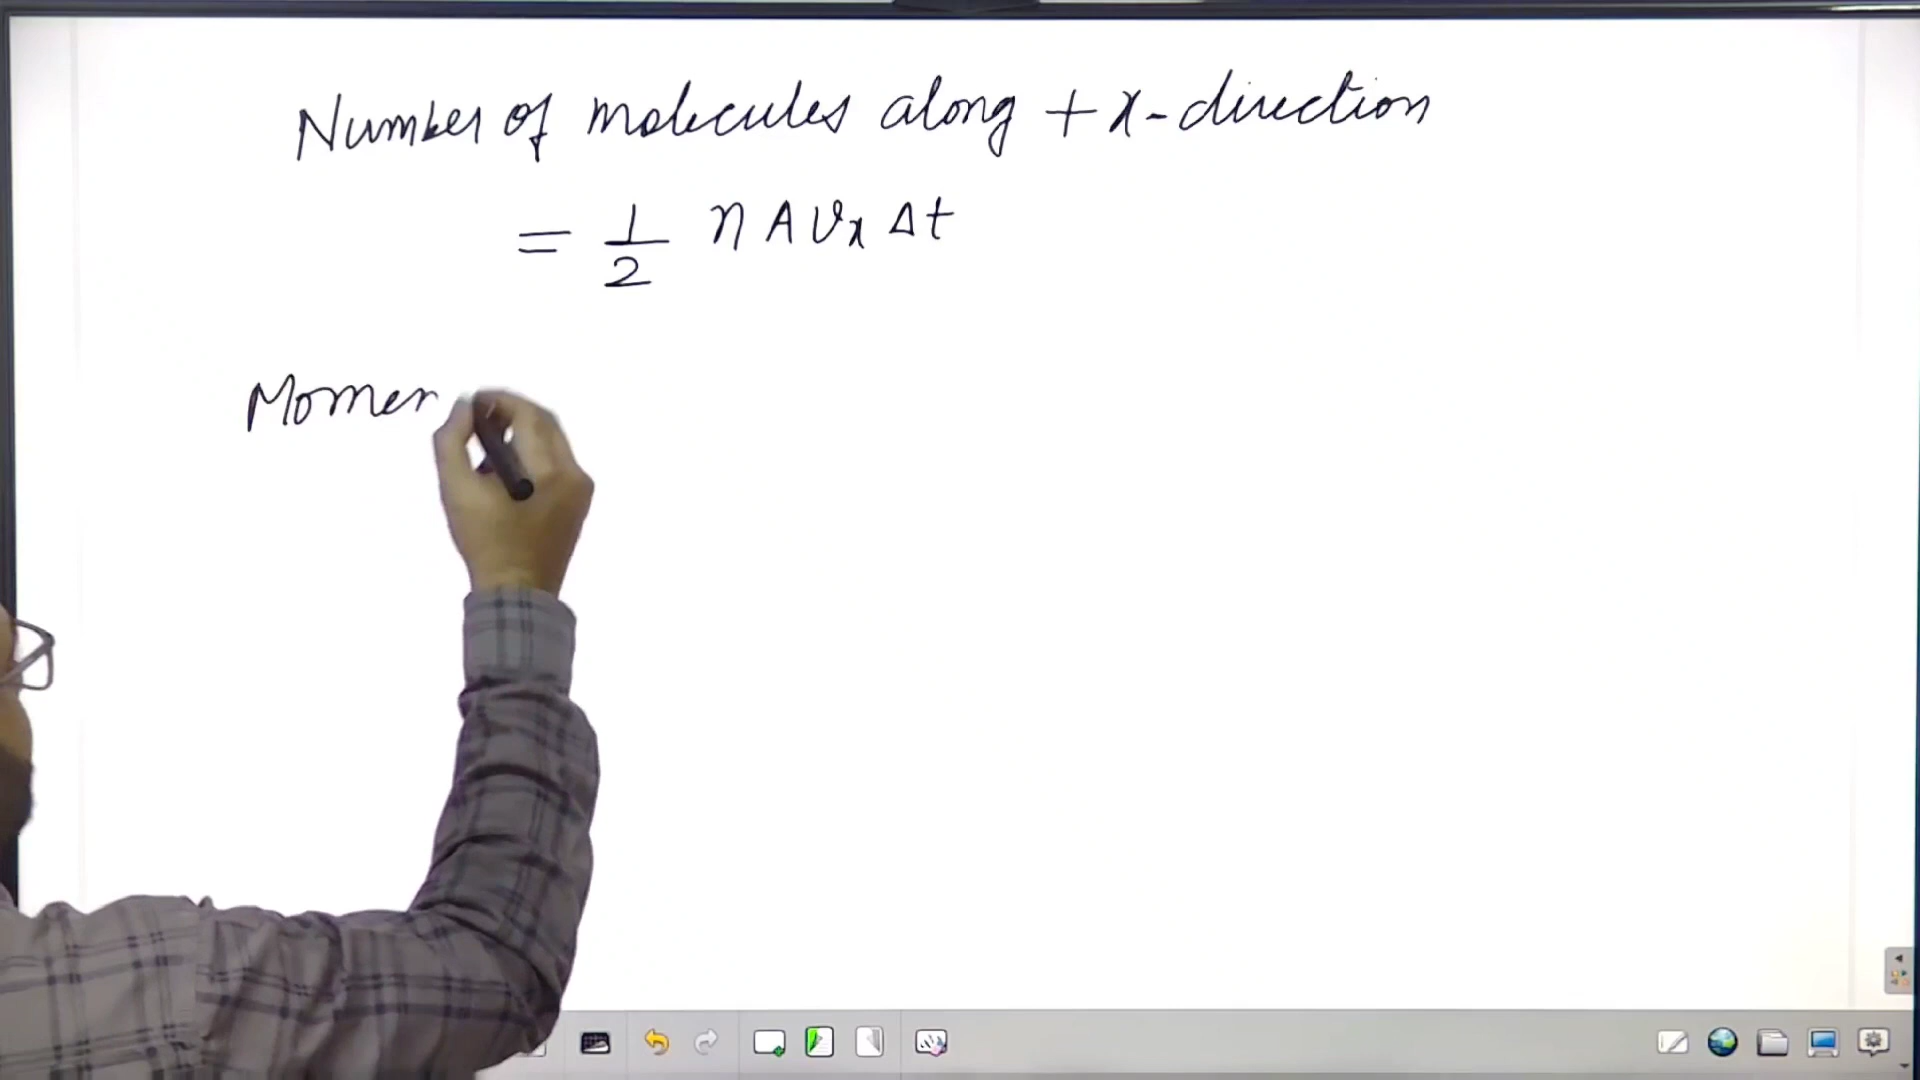 Number of molecules along + x-direction
= 1/2 n A vx Δt
Momen